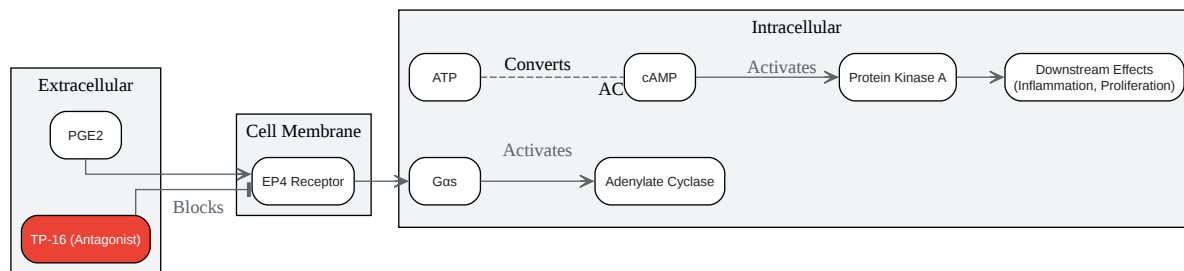 Extracellular
PGE2
TP-16 (Antagonist)
Blocks
Cell Membrane
EP4 Receptor
Intracellular
ATP
Converts
AC
cAMP
Activates
Protein Kinase A
Downstream Effects
(Inflammation, Proliferation)
Gαs
Activates
Adenylate Cyclase